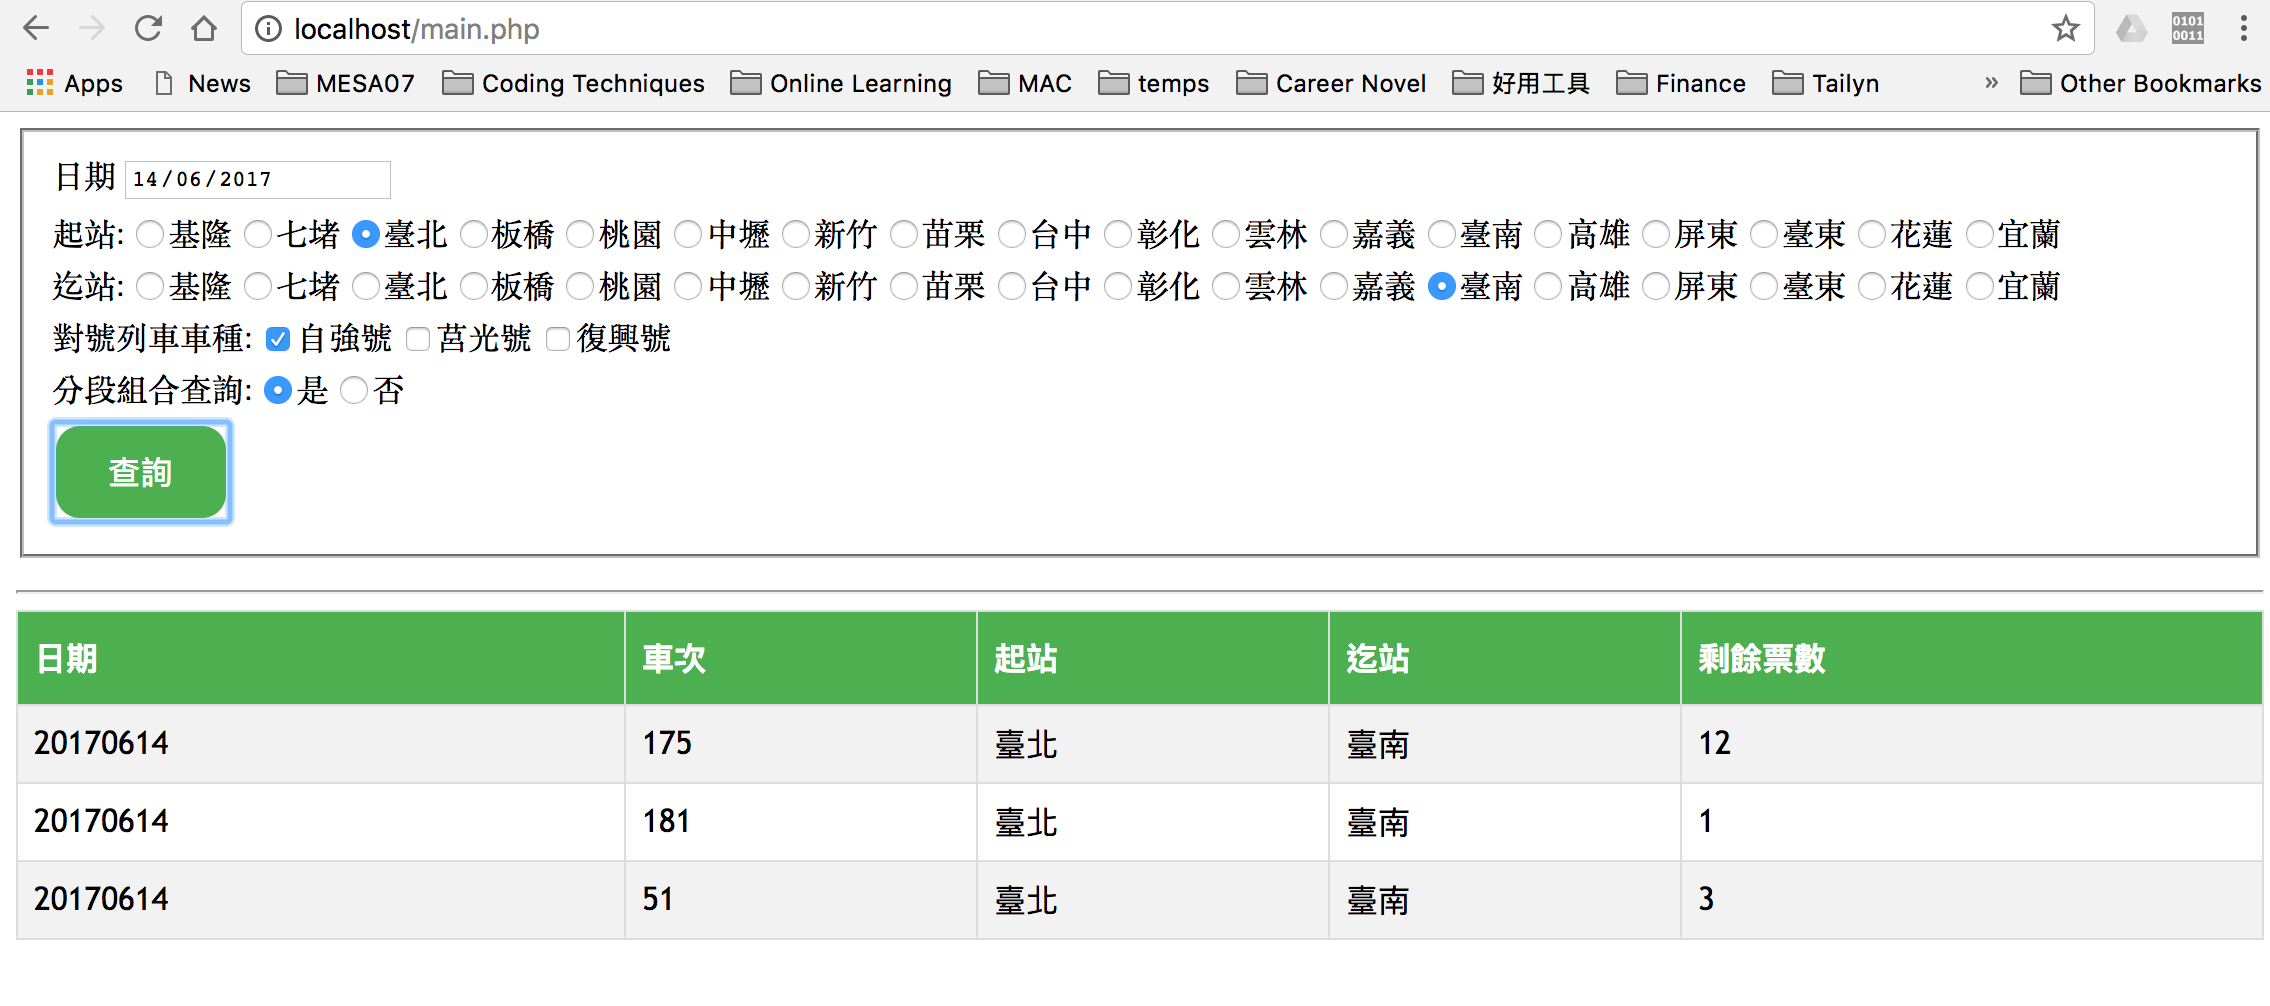 localhost/main.php
0101
0011
Apps News MESA07 Coding Techniques Online Learning MAC temps Career Novel 好用工具 Finance Tailyn » Other Bookmarks
日期 14/06/2017
起站: 基隆 七堵 臺北 板橋 桃園 中壢 新竹 苗栗 台中 彰化 雲林 嘉義 臺南 高雄 屏東 臺東 花蓮 宜蘭
迄站: 基隆 七堵 臺北 板橋 桃園 中壢 新竹 苗栗 台中 彰化 雲林 嘉義 臺南 高雄 屏東 臺東 花蓮 宜蘭
對號列車車種: 自強號 莒光號 復興號
分段組合查詢: 是 否
查詢
日期 車次 起站 迄站 剩餘票數
20170614 175 臺北 臺南 12
20170614 181 臺北 臺南 1
20170614 51 臺北 臺南 3